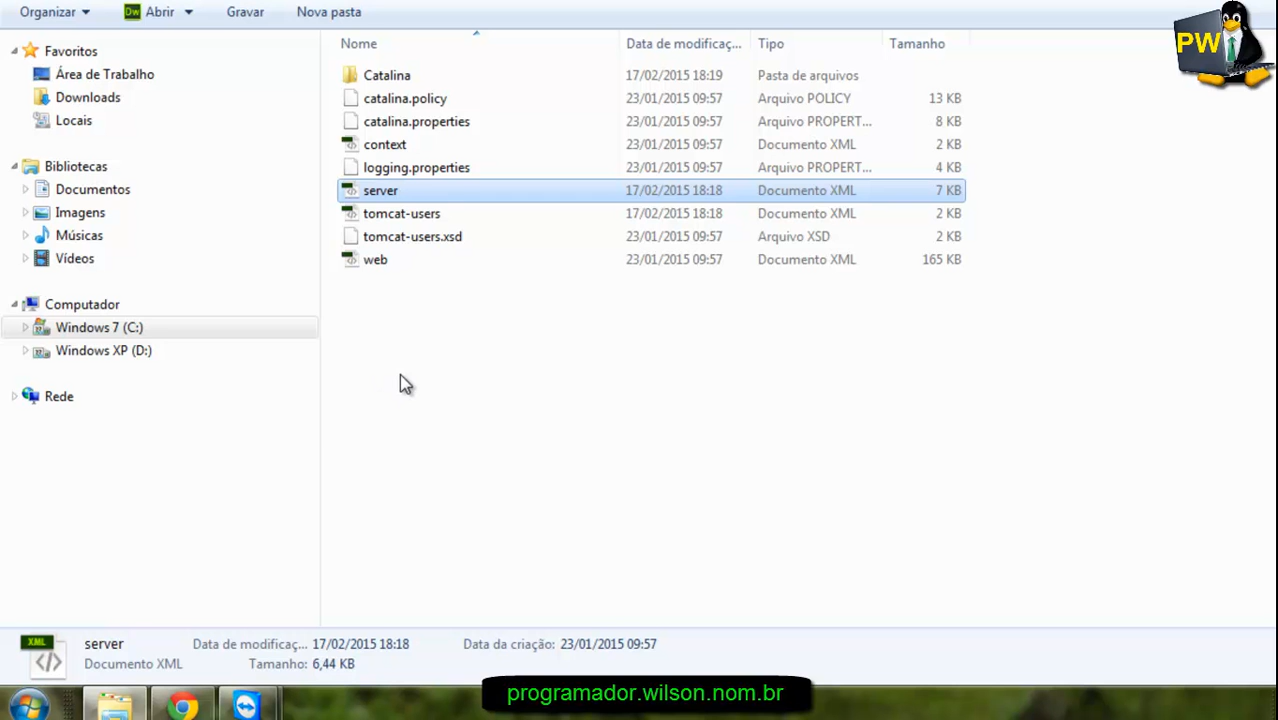 Organizar Dw Abrir Gravar Nova pasta
PW
Nome Data de modificaç... Tipo Tamanho
Favoritos
Área de Trabalho
Downloads
Locais
Bibliotecas
Documentos
Imagens
Músicas
Vídeos
Computador
Windows 7 (C:)
Windows XP (D:)
Rede
Catalina 17/02/2015 18:19 Pasta de arquivos
catalina.policy 23/01/2015 09:57 Arquivo POLICY 13 KB
catalina.properties 23/01/2015 09:57 Arquivo PROPERT... 8 KB
context 23/01/2015 09:57 Documento XML 2 KB
logging.properties 23/01/2015 09:57 Arquivo PROPERT... 4 KB
server 17/02/2015 18:18 Documento XML 7 KB
tomcat-users 17/02/2015 18:18 Documento XML 2 KB
tomcat-users.xsd 23/01/2015 09:57 Arquivo XSD 2 KB
web 23/01/2015 09:57 Documento XML 165 KB
XML
server Data de modificaç... 17/02/2015 18:18 Data da criação: 23/01/2015 09:57
Documento XML Tamanho: 6,44 KB
programador.wilson.nom.br